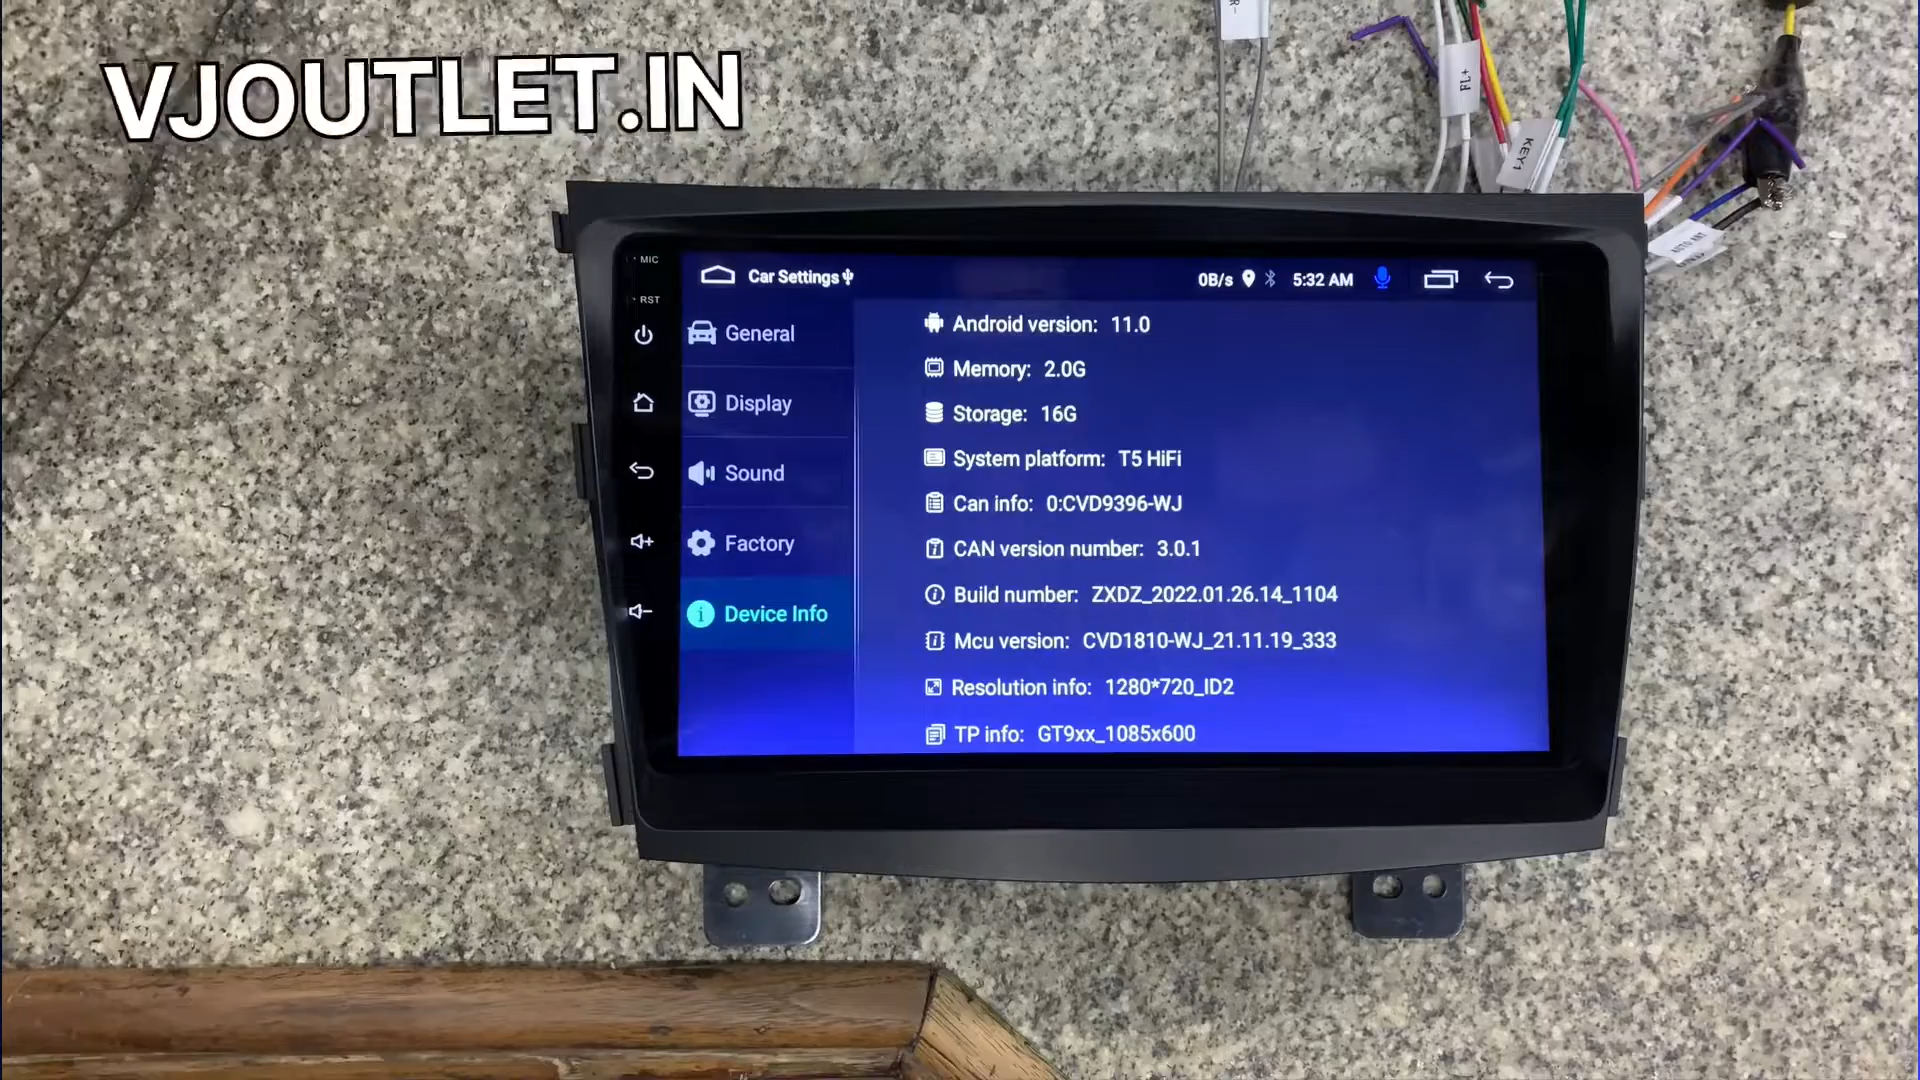 VJOUTLET.IN
R-
FL+
KEY1
AUTO ANT
MIC
RST
Car Settings
0B/s
5:32 AM
General
Display
Sound
Factory
Device Info
Android version: 11.0
Memory: 2.0G
Storage: 16G
System platform: T5 HiFi
Can info: 0:CVD9396-WJ
CAN version number: 3.0.1
Build number: ZXDZ_2022.01.26.14_1104
Mcu version: CVD1810-WJ_21.11.19_333
Resolution info: 1280*720_ID2
TP info: GT9xx_1085x600